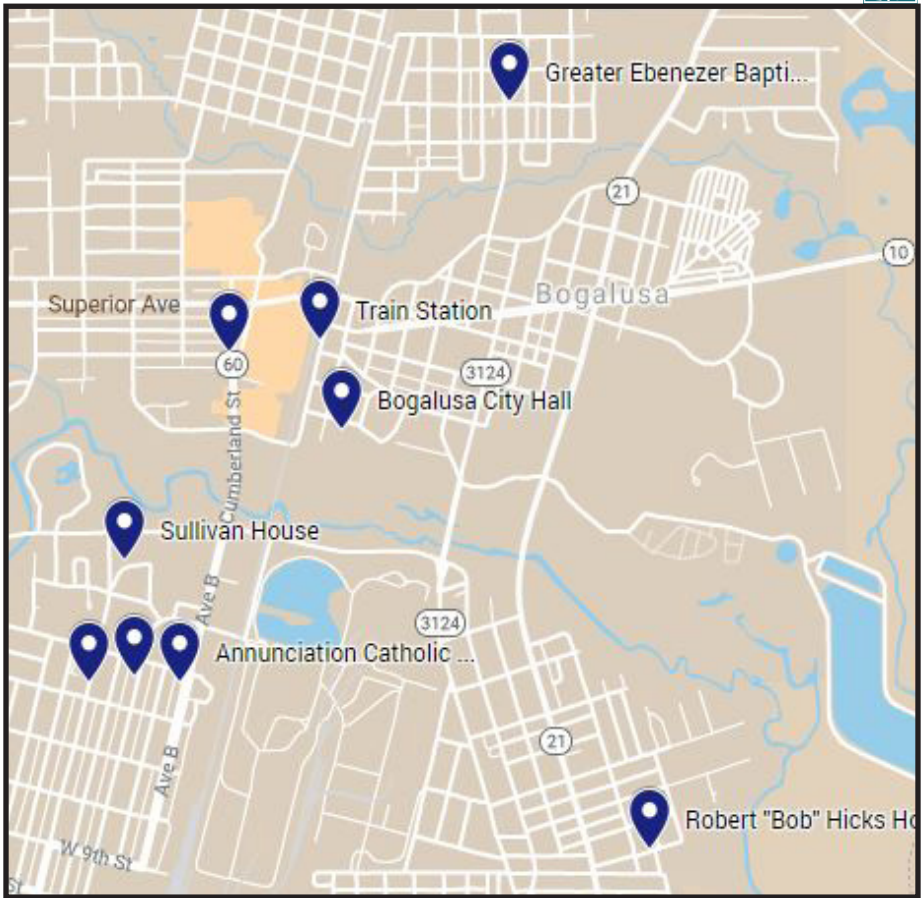 Greater Ebenezer Bapti...
21
10
Bogalusa
Superior Ave
Train Station
60
3124
Bogalusa City Hall
Cumberland St
Sullivan House
Ave B
3124
Annunciation Catholic ...
21
Ave B
Robert "Bob" Hicks Ho
W 9th St
St